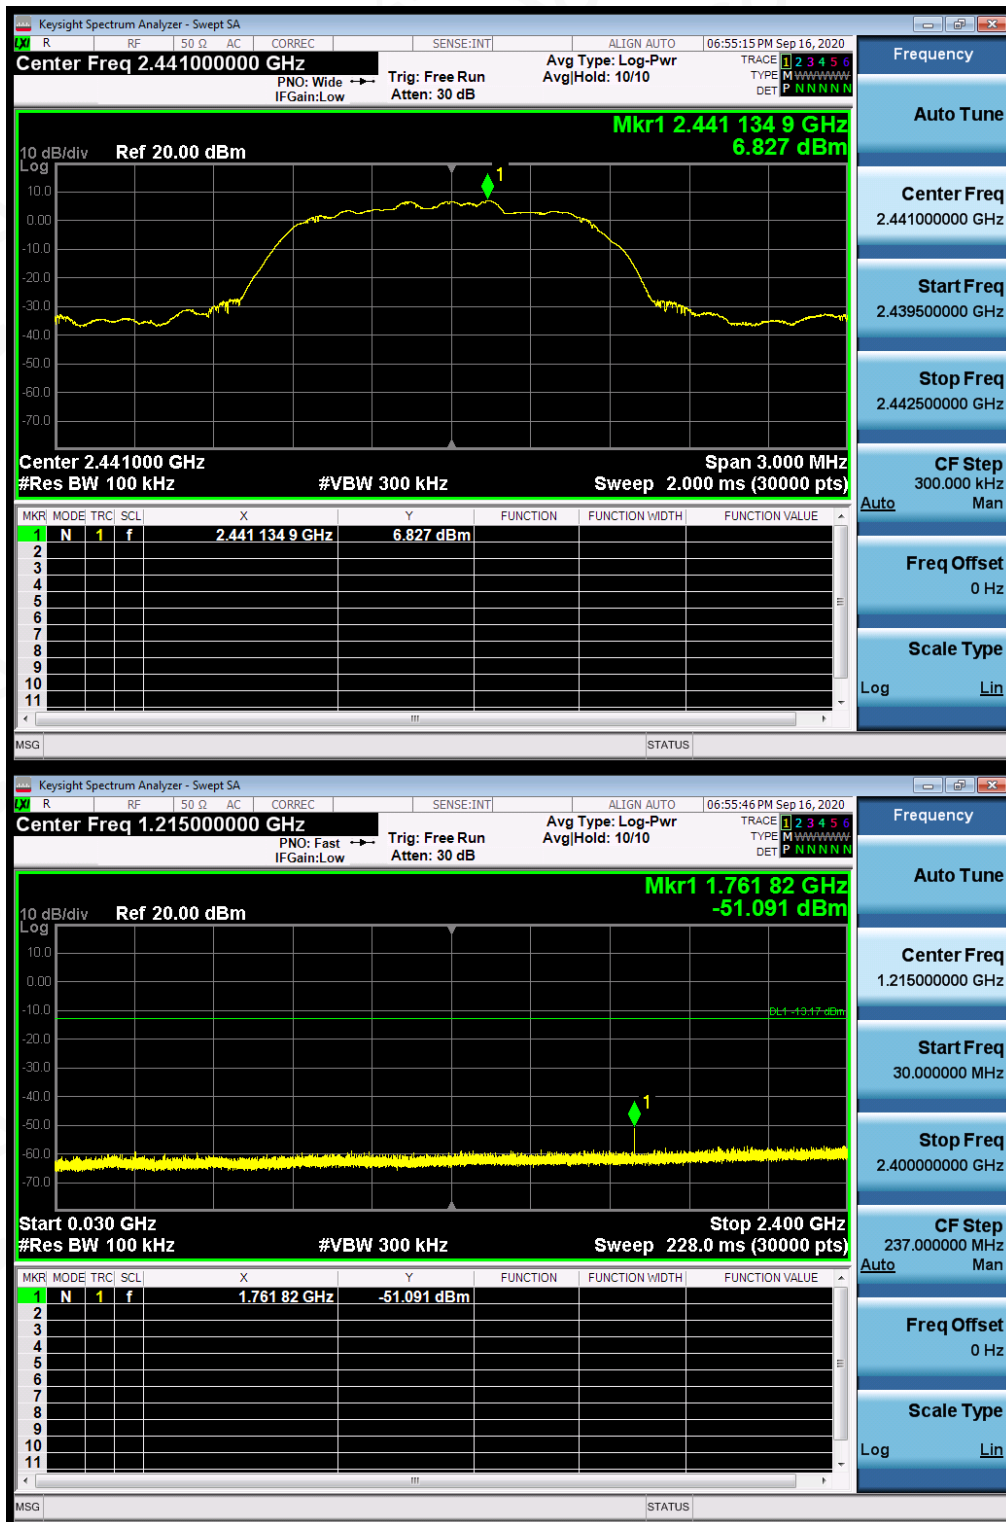 Keysight Spectrum Analyzer - Swept SA
LXI R RF 50 Ω AC CORREC SENSE:INT ALIGN AUTO 06:55:15 PM Sep 16, 2020
Center Freq 2.441000000 GHz
PNO: Wide
IFGain:Low
Trig: Free Run
Atten: 30 dB
Avg Type: Log-Pwr
Avg|Hold: 10/10
TRACE 1 2 3 4 5 6
TYPE M WWWWW
DET P N N N N N
Mkr1 2.441 134 9 GHz
6.827 dBm
10 dB/div Ref 20.00 dBm
Log
1
10.0
0.00
-10.0
-20.0
-30.0
-40.0
-50.0
-60.0
-70.0
Center 2.441000 GHz Span 3.000 MHz
#Res BW 100 kHz #VBW 300 kHz Sweep 2.000 ms (30000 pts)
MKR MODE TRC SCL X Y FUNCTION FUNCTION WIDTH FUNCTION VALUE
1 N 1 f 2.441 134 9 GHz 6.827 dBm
2
3
4
5
6
7
8
9
10
11
MSG STATUS
Frequency
Auto Tune
Center Freq
2.441000000 GHz
Start Freq
2.439500000 GHz
Stop Freq
2.442500000 GHz
CF Step
300.000 kHz
Auto Man
Freq Offset
0 Hz
Scale Type
Log Lin
Keysight Spectrum Analyzer - Swept SA
LXI R RF 50 Ω AC CORREC SENSE:INT ALIGN AUTO 06:55:46 PM Sep 16, 2020
Center Freq 1.215000000 GHz
PNO: Fast
IFGain:Low
Trig: Free Run
Atten: 30 dB
Avg Type: Log-Pwr
Avg|Hold: 10/10
TRACE 1 2 3 4 5 6
TYPE M WWWWW
DET P N N N N N
Mkr1 1.761 82 GHz
-51.091 dBm
10 dB/div Ref 20.00 dBm
Log
10.0
0.00
-10.0
DL1 -13.17 dBm
-20.0
-30.0
-40.0
1
-50.0
-60.0
-70.0
Start 0.030 GHz Stop 2.400 GHz
#Res BW 100 kHz #VBW 300 kHz Sweep 228.0 ms (30000 pts)
MKR MODE TRC SCL X Y FUNCTION FUNCTION WIDTH FUNCTION VALUE
1 N 1 f 1.761 82 GHz -51.091 dBm
2
3
4
5
6
7
8
9
10
11
MSG STATUS
Frequency
Auto Tune
Center Freq
1.215000000 GHz
Start Freq
30.000000 MHz
Stop Freq
2.400000000 GHz
CF Step
237.000000 MHz
Auto Man
Freq Offset
0 Hz
Scale Type
Log Lin